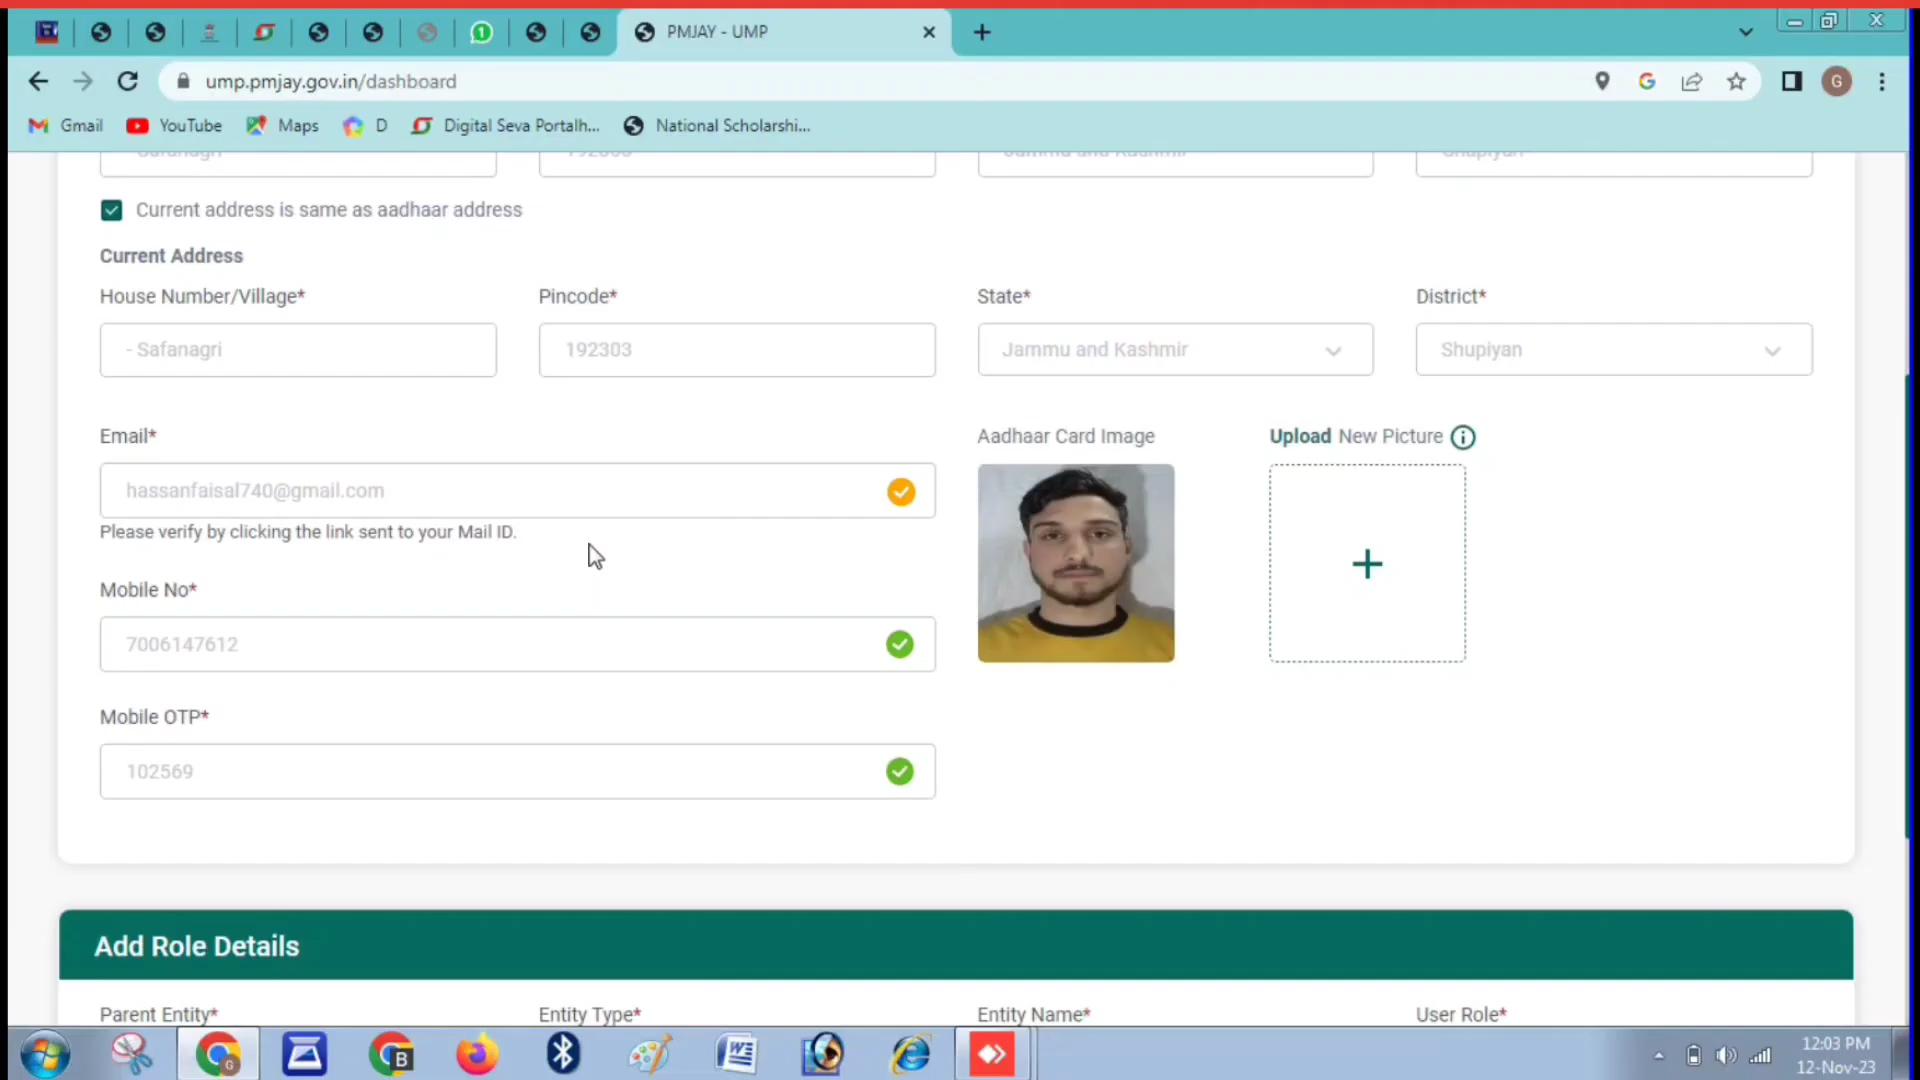 1
PMJAY - UMP
ump.pmjay.gov.in/dashboard
G
Gmail
YouTube
Maps
D
Digital Seva Portalh...
National Scholarshi...
Current address is same as aadhaar address
Current Address
House Number/Village*
Pincode*
State*
District*
- Safanagri
192303
Jammu and Kashmir
Shupiyan
Email*
Aadhaar Card Image
Upload New Picture
hassanfaisal740@gmail.com
Please verify by clicking the link sent to your Mail ID.
Mobile No*
7006147612
Mobile OTP*
102569
Add Role Details
Parent Entity*
Entity Type*
Entity Name*
User Role*
G
B
12:03 PM
12-Nov-23